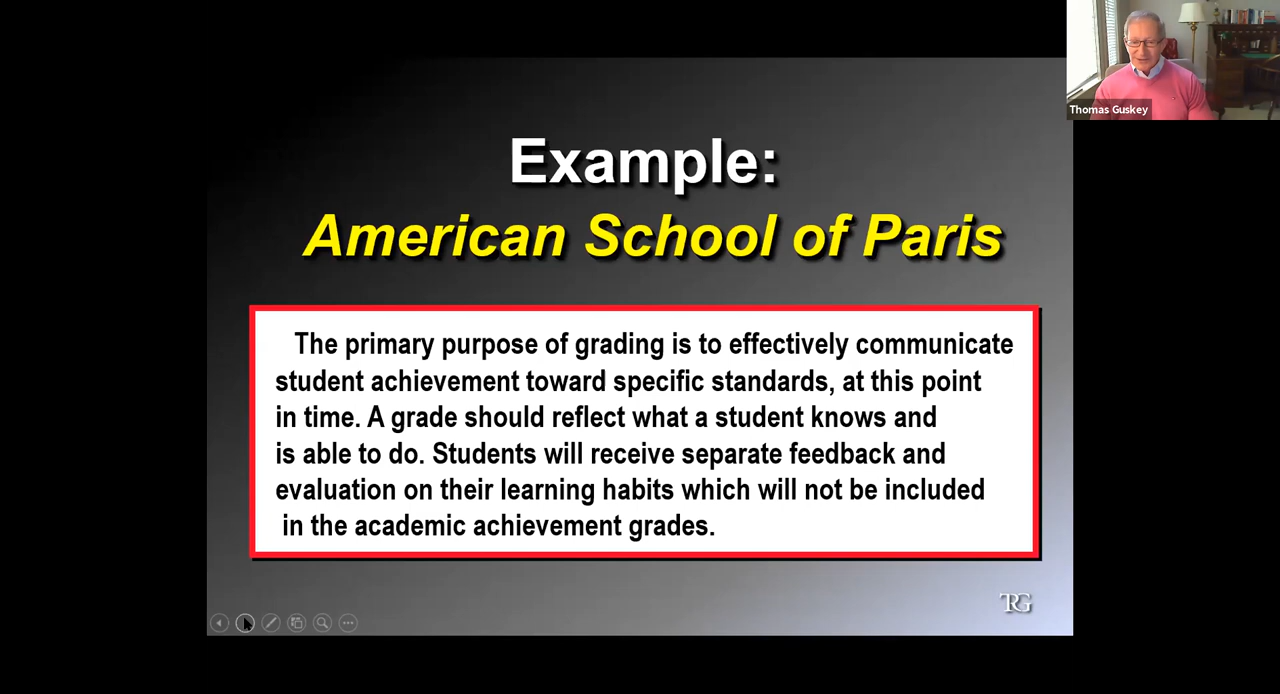 Thomas Guskey
Example:
American School of Paris
The primary purpose of grading is to effectively communicate
student achievement toward specific standards, at this point
in time. A grade should reflect what a student knows and
is able to do. Students will receive separate feedback and
evaluation on their learning habits which will not be included
in the academic achievement grades.
TRG